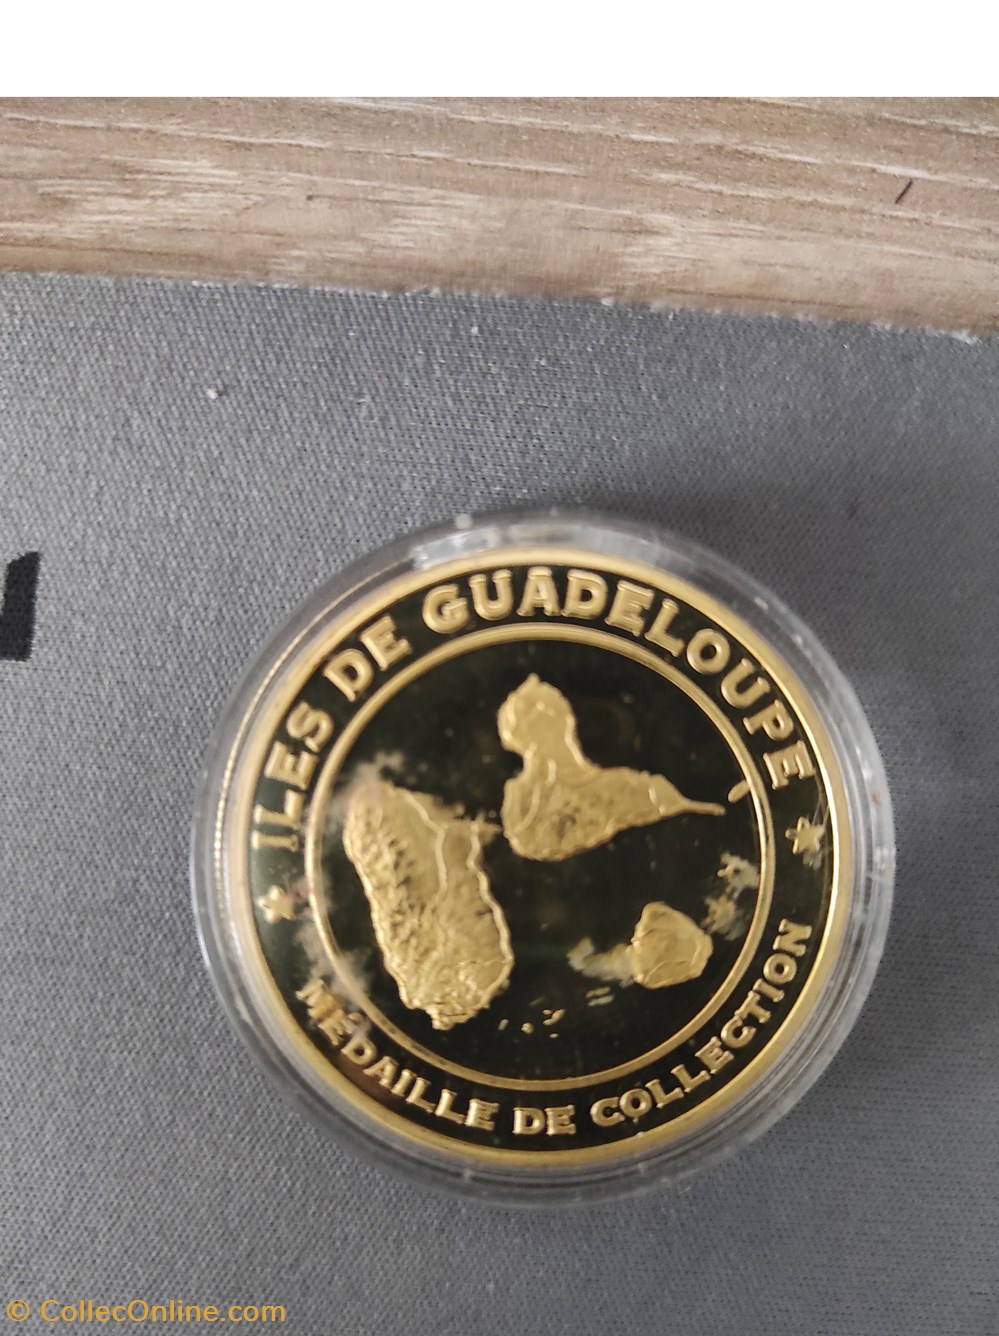 ILES DE GUADELOUPE
MÉDAILLE DE COLLECTION
© CollecOnline.com